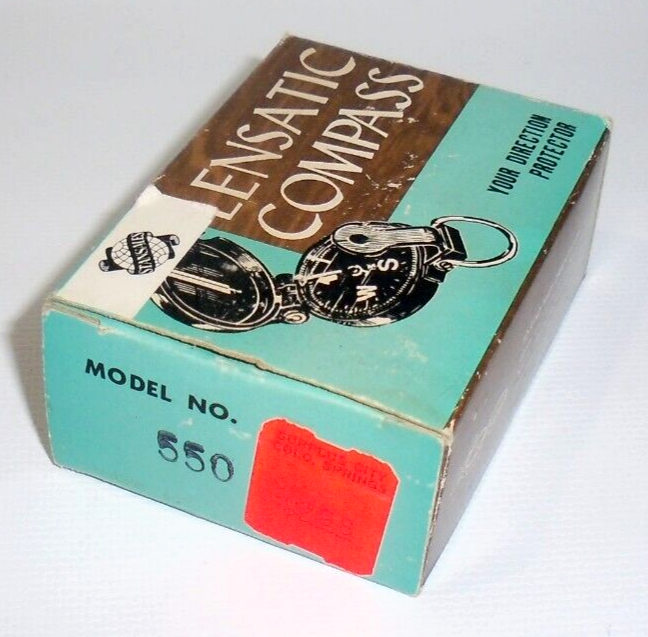 LENSATIC
COMPASS
YOUR DIRECTION
PROTECTOR
W
S
MODEL NO.
550
SURPLUS CITY
COLO. SPRINGS